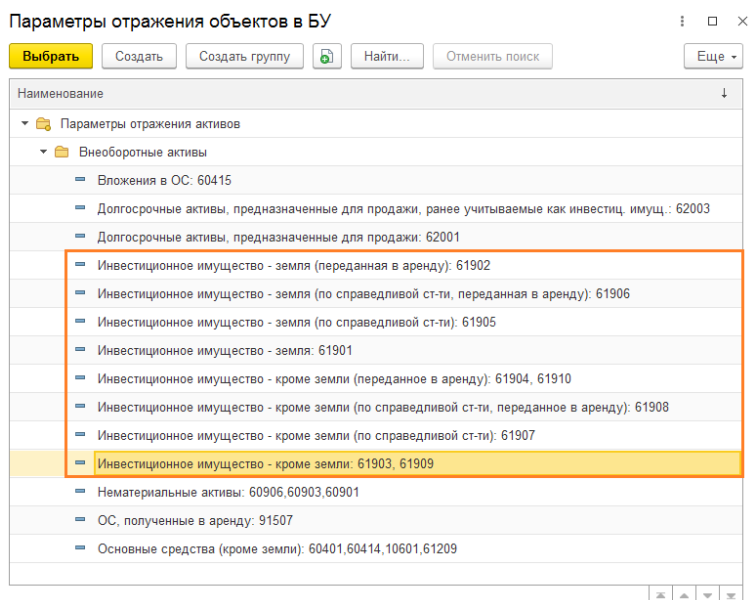 Параметры отражения объектов в БУ
Выбрать Создать Создать группу Найти... Отменить поиск Еще
Наименование
Параметры отражения активов
Внеоборотные активы
Вложения в ОС: 60415
Долгосрочные активы, предназначенные для продажи, ранее учитываемые как инвестиц. имущ.: 62003
Долгосрочные активы, предназначенные для продажи: 62001
Инвестиционное имущество - земля (переданная в аренду): 61902
Инвестиционное имущество - земля (по справедливой ст-ти, переданная в аренду): 61906
Инвестиционное имущество - земля (по справедливой ст-ти): 61905
Инвестиционное имущество - земля: 61901
Инвестиционное имущество - кроме земли (переданное в аренду): 61904, 61910
Инвестиционное имущество - кроме земли (по справедливой ст-ти, переданное в аренду): 61908
Инвестиционное имущество - кроме земли (по справедливой ст-ти): 61907
Инвестиционное имущество - кроме земли: 61903, 61909
Нематериальные активы: 60906,60903,60901
ОС, полученные в аренду: 91507
Основные средства (кроме земли): 60401,60414,10601,61209